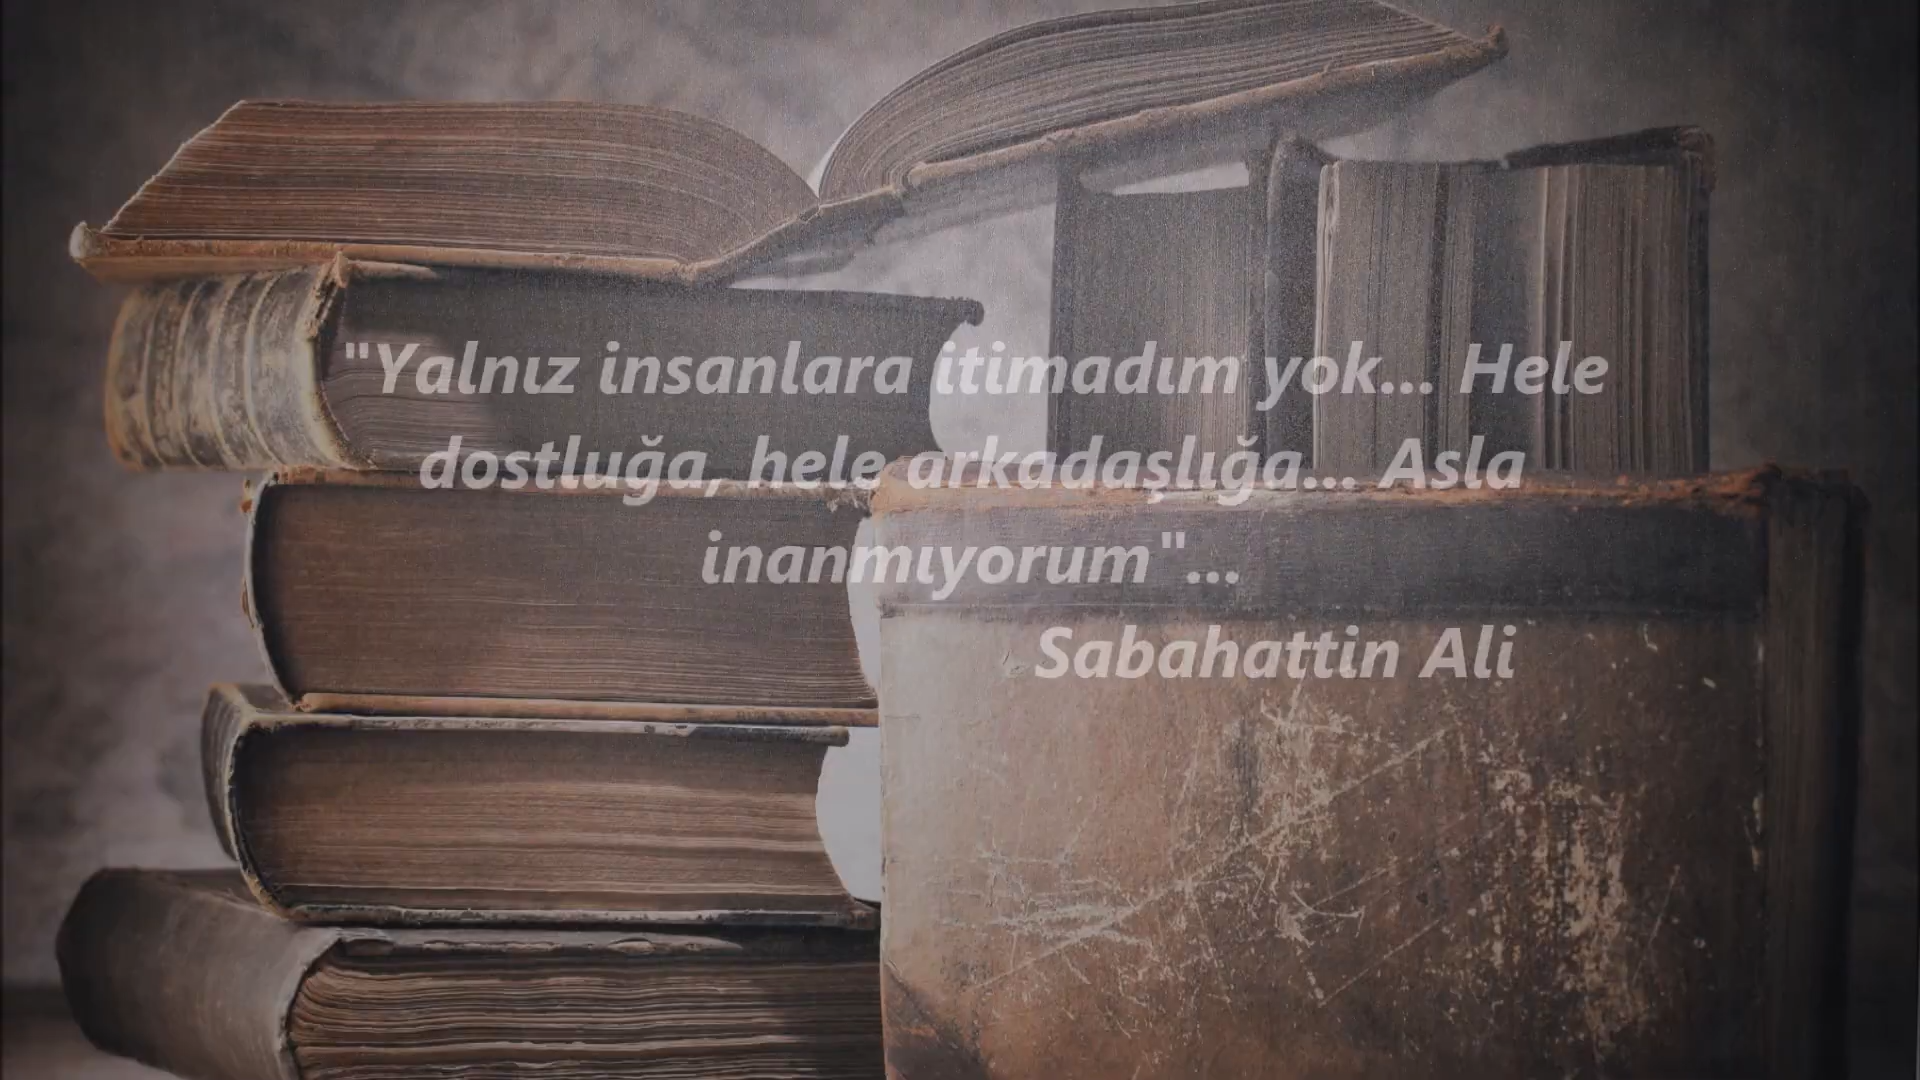 "Yalnız insanlara itimadım yok... Hele
dostluğa, hele arkadaşlığa... Asla
inanmıyorum"...
Sabahattin Ali